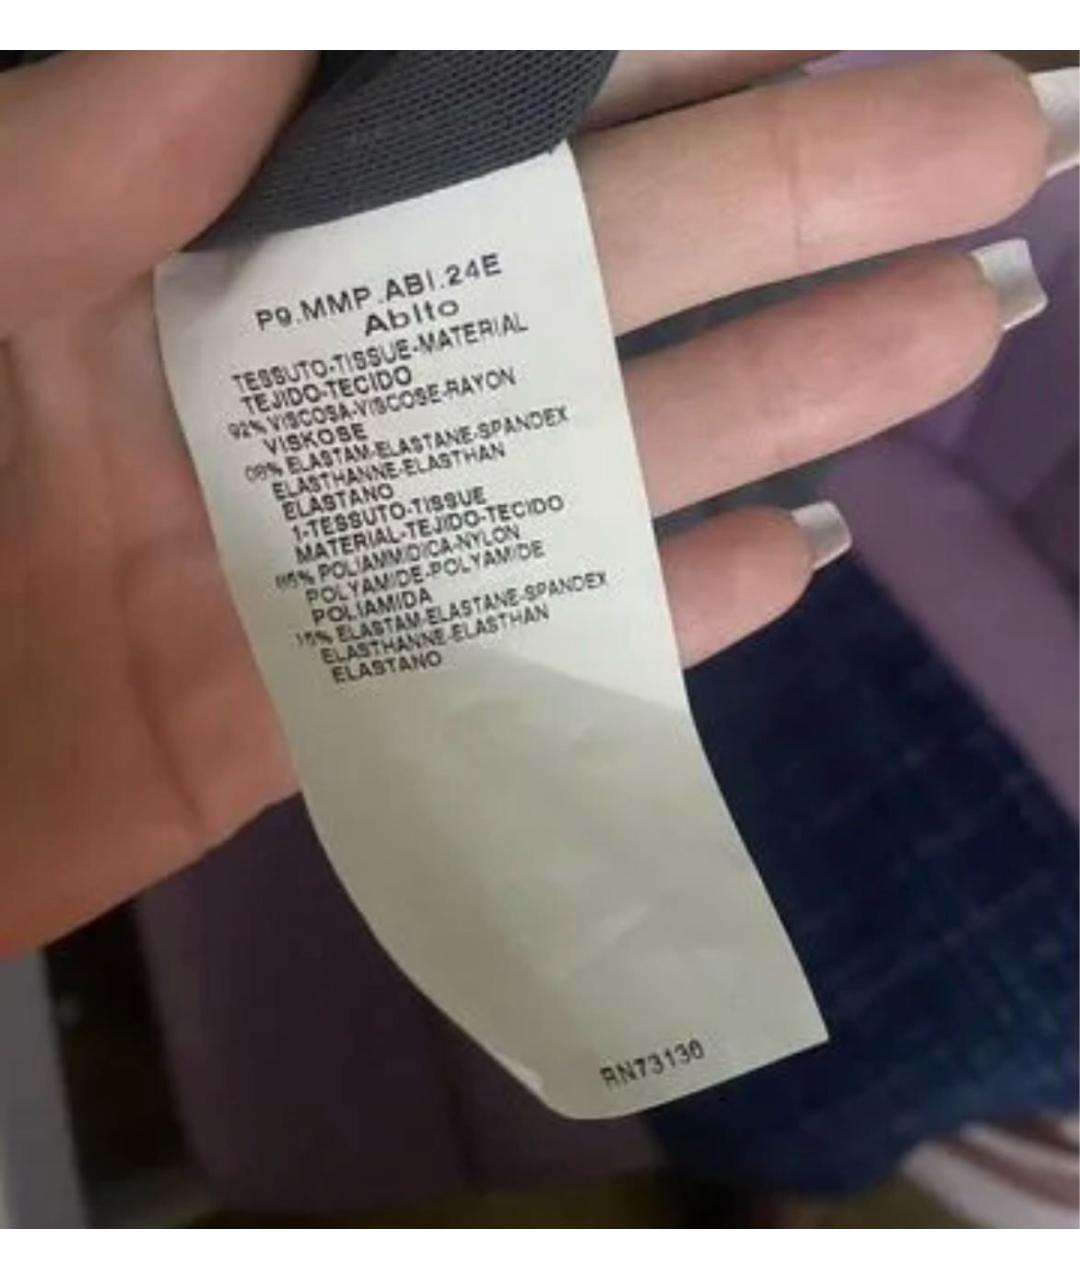 P9.MMP.ABI.24E
Abito
TESSUTO-TISSUE-MATERIAL
TEJIDO-TECIDO
92% VISCOSA-VISCOSE-RAYON
VISKOSE
08% ELASTAM-ELASTANE-SPANDEX
ELASTHANNE-ELASTHAN
ELASTANO
1-TESSUTO-TISSUE
MATERIAL-TEJIDO-TECIDO
85% POLIAMMIDICA-NYLON
POLYAMIDE-POLYAMIDE
POLIAMIDA
15% ELASTAM-ELASTANE-SPANDEX
ELASTHANNE-ELASTHAN
ELASTANO
RN73136